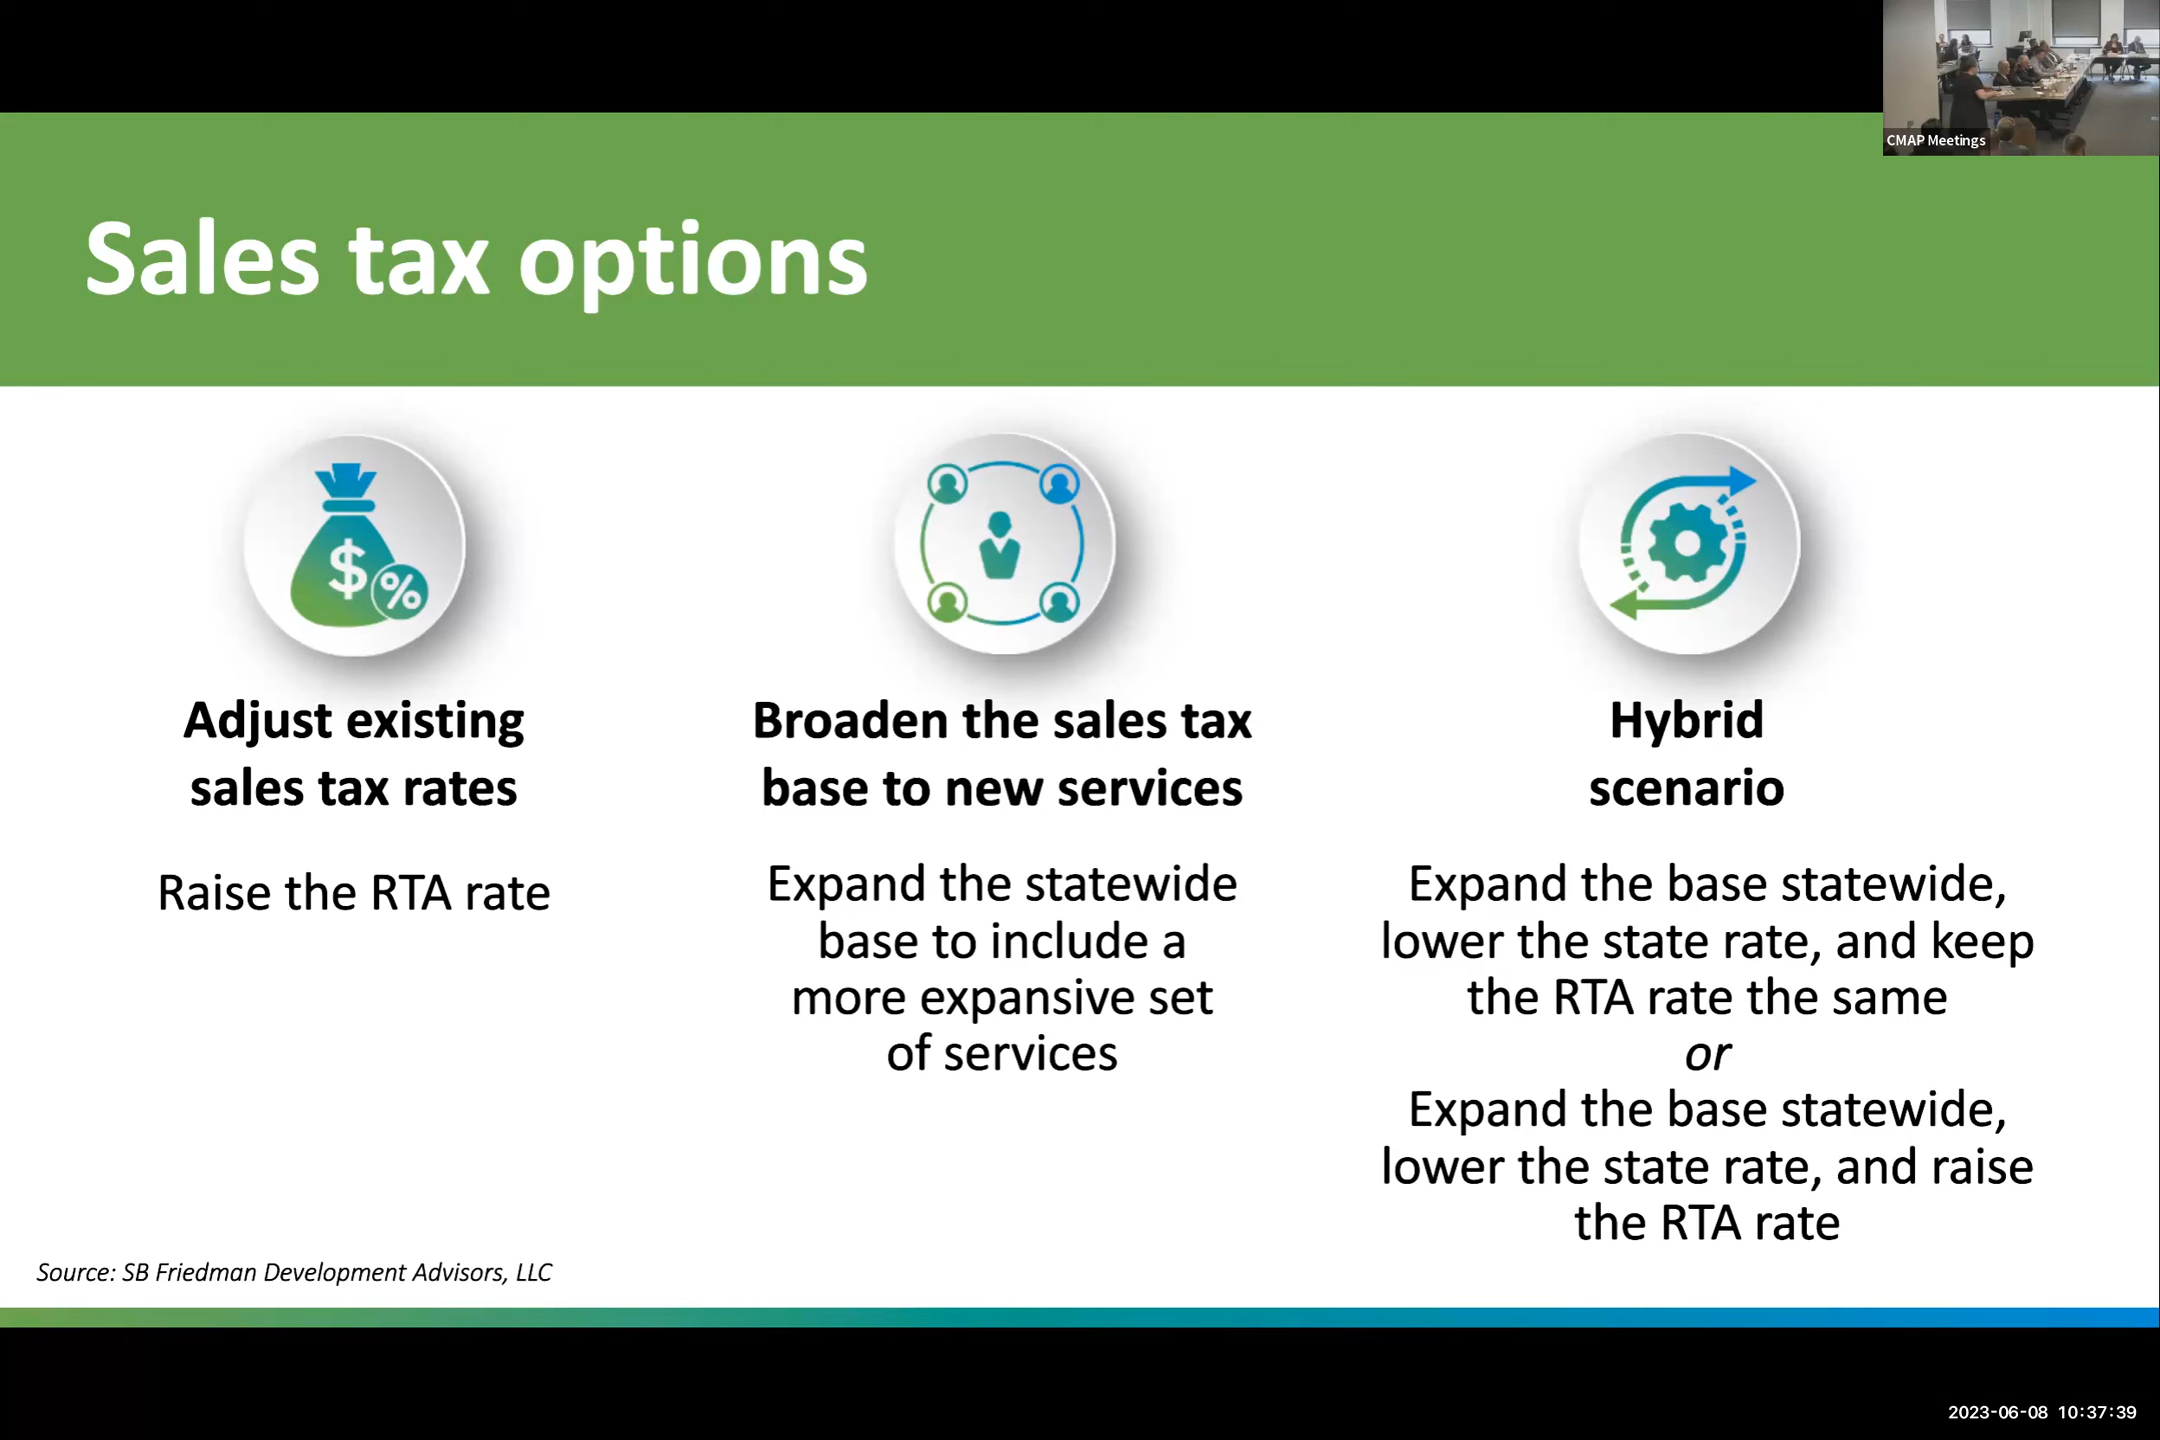 CMAP Meetings
Sales tax options
$
%
Adjust existing
sales tax rates
Raise the RTA rate
Broaden the sales tax
base to new services
Expand the statewide
base to include a
more expansive set
of services
Hybrid
scenario
Expand the base statewide,
lower the state rate, and keep
the RTA rate the same
or
Expand the base statewide,
lower the state rate, and raise
the RTA rate
Source: SB Friedman Development Advisors, LLC
2023-06-08 10:37:39